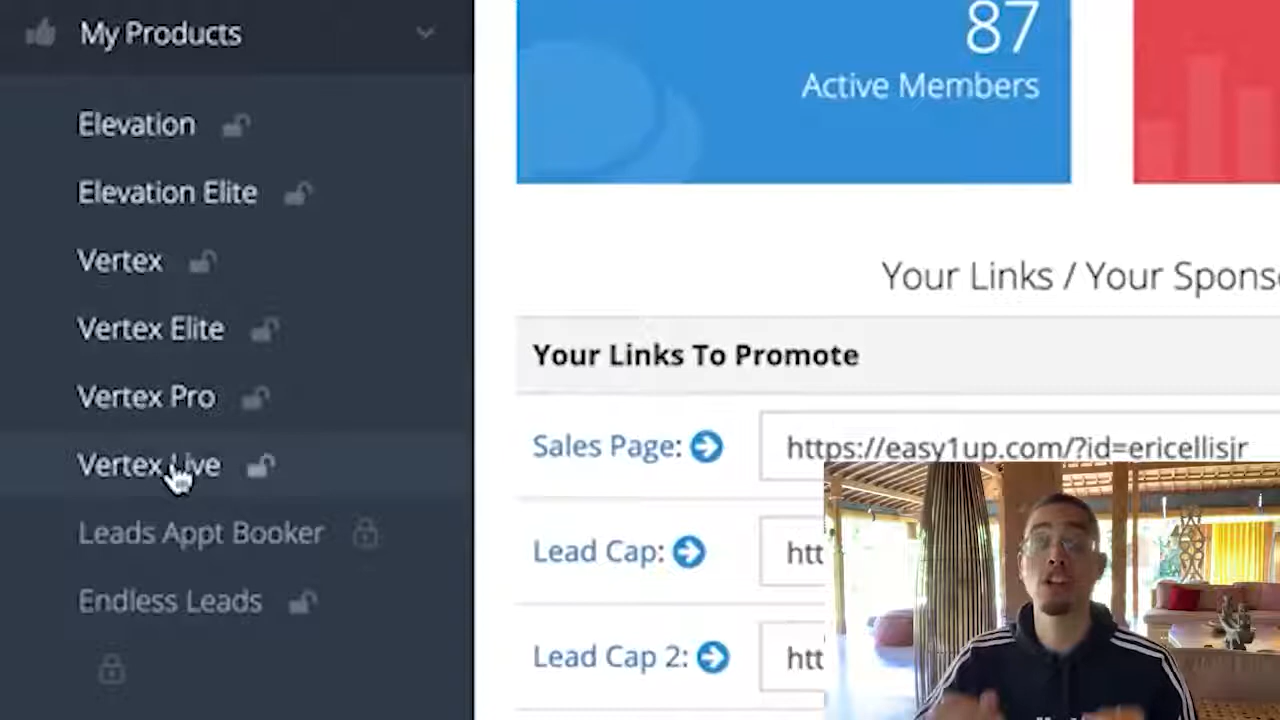 My Products
Elevation
Elevation Elite
Vertex
Vertex Elite
Vertex Pro
Vertex Live
Leads Appt Booker
Endless Leads
87
Active Members
Your Links / Your Spons
Your Links To Promote
Sales Page:
https://easy1up.com/?id=ericellisjr
Lead Cap:
htt
Lead Cap 2:
htt